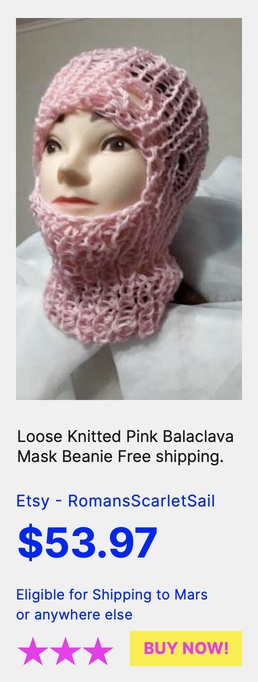 Loose Knitted Pink Balaclava
Mask Beanie Free shipping.
Etsy - RomansScarletSail
$53.97
Eligible for Shipping to Mars
or anywhere else
BUY NOW!